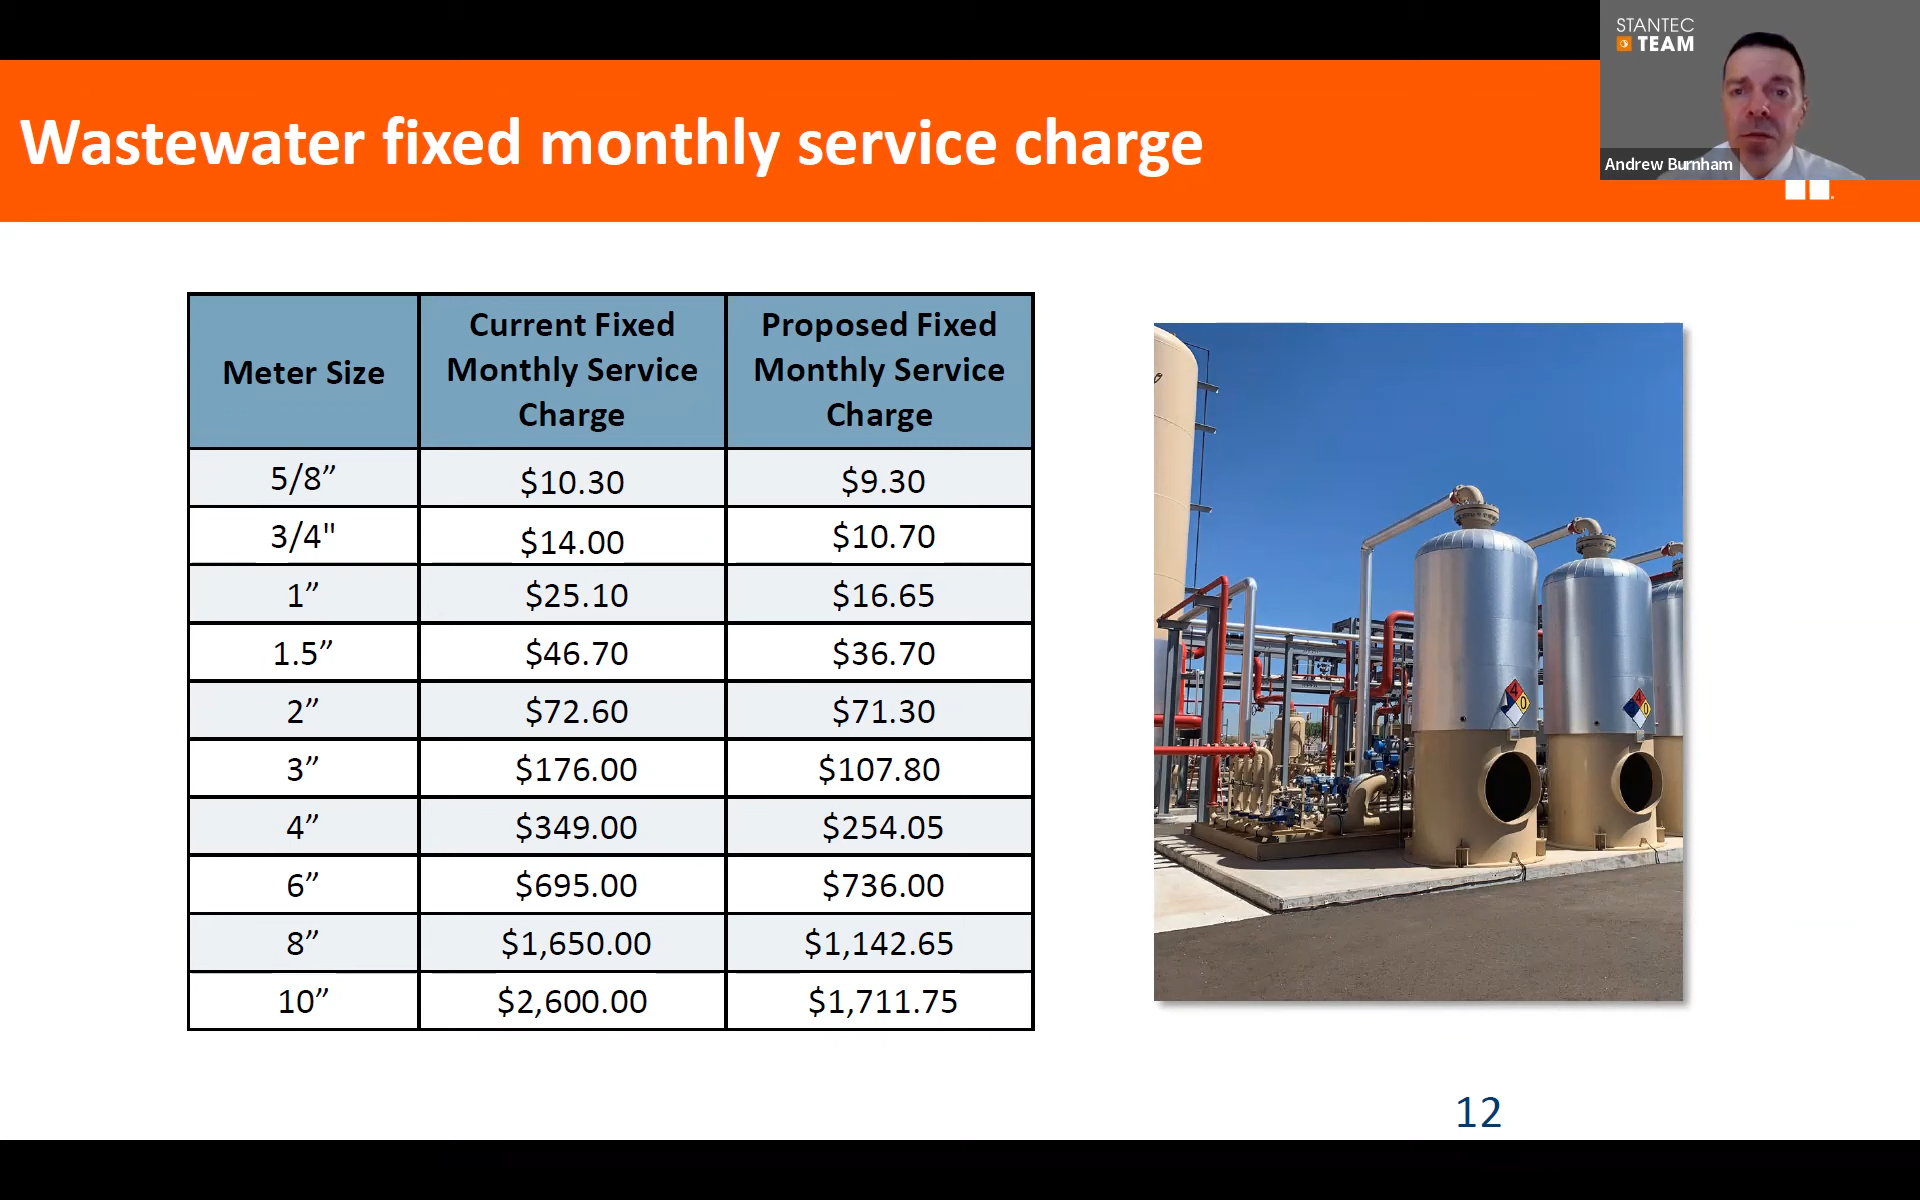 STANTEC
TEAM
Andrew Burnham
Wastewater fixed monthly service charge
Meter Size
Current Fixed
Monthly Service
Charge
Proposed Fixed
Monthly Service
Charge
5/8” $10.30 $9.30
3/4" $14.00 $10.70
1” $25.10 $16.65
1.5” $46.70 $36.70
2” $72.60 $71.30
3” $176.00 $107.80
4” $349.00 $254.05
6” $695.00 $736.00
8” $1,650.00 $1,142.65
10” $2,600.00 $1,711.75
4
0
4
0
12